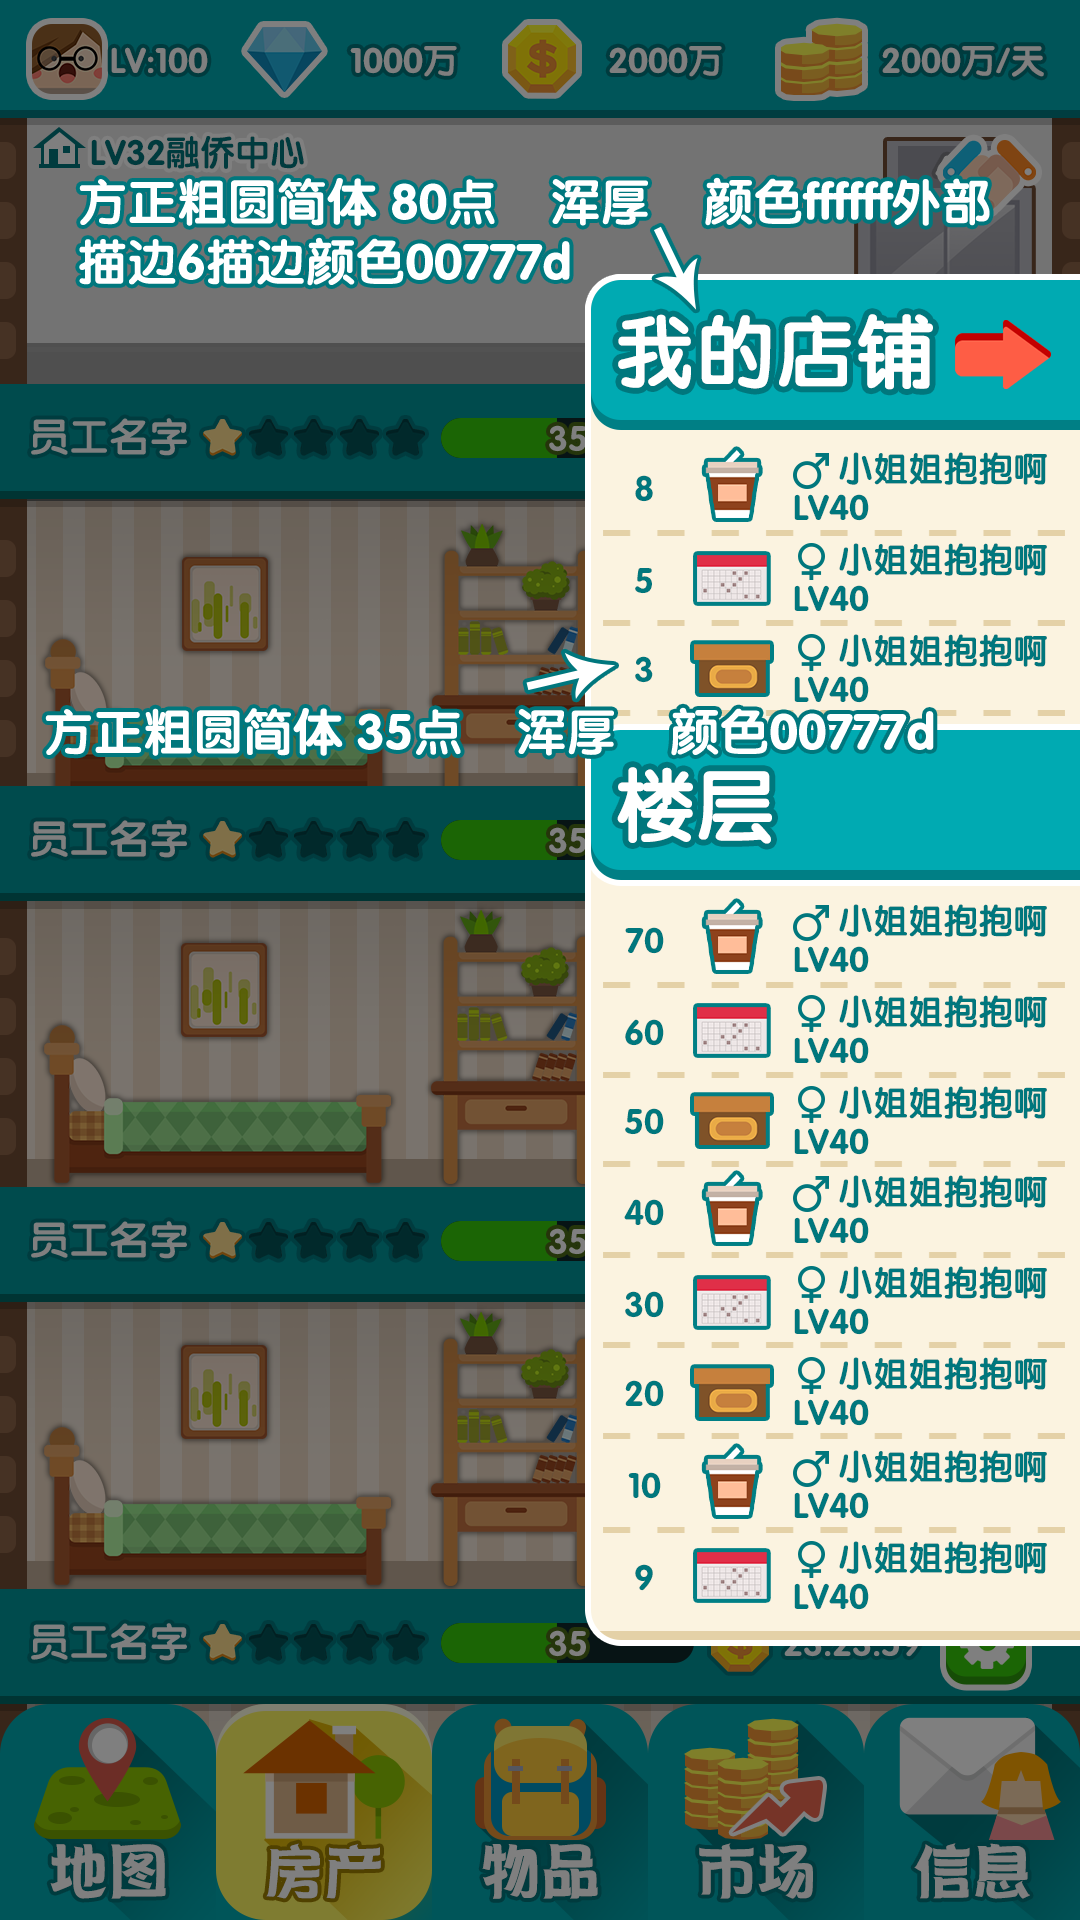 LV:100
1000万
2000万
2000万/天
LV32融侨中心
方正粗圆简体 80点 浑厚 颜色ffffff外部
描边6描边颜色00777d
我的店铺
员工名字
35
8
小姐姐抱抱啊
LV40
5
小姐姐抱抱啊
LV40
3
小姐姐抱抱啊
LV40
方正粗圆简体 35点 浑厚 颜色00777d
楼层
员工名字
35
70
小姐姐抱抱啊
LV40
60
小姐姐抱抱啊
LV40
50
小姐姐抱抱啊
LV40
40
小姐姐抱抱啊
LV40
员工名字
35
30
小姐姐抱抱啊
LV40
20
小姐姐抱抱啊
LV40
10
小姐姐抱抱啊
LV40
9
小姐姐抱抱啊
LV40
员工名字
35
23:23:59
地图
房产
物品
市场
信息